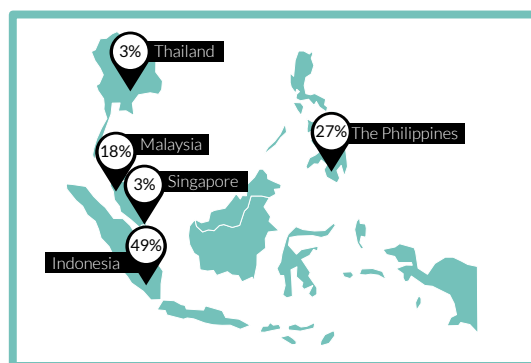 3% Thailand
27% The Philippines
18% Malaysia
3% Singapore
49%
Indonesia